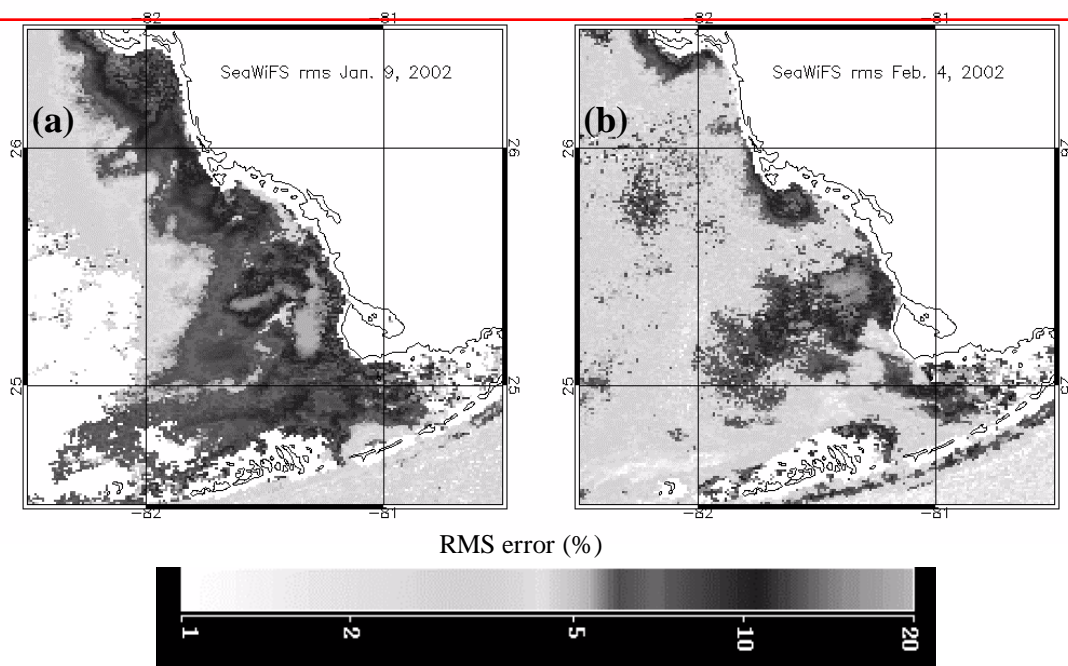 -82 -81 -82 -81
SeaWiFS rms Jan. 9, 2002
SeaWiFS rms Feb. 4, 2002
(a)
(b)
26 26 26 26
25 25 25 25
-82 -81 -82 -81
RMS error (%)
1 2 5 10 20